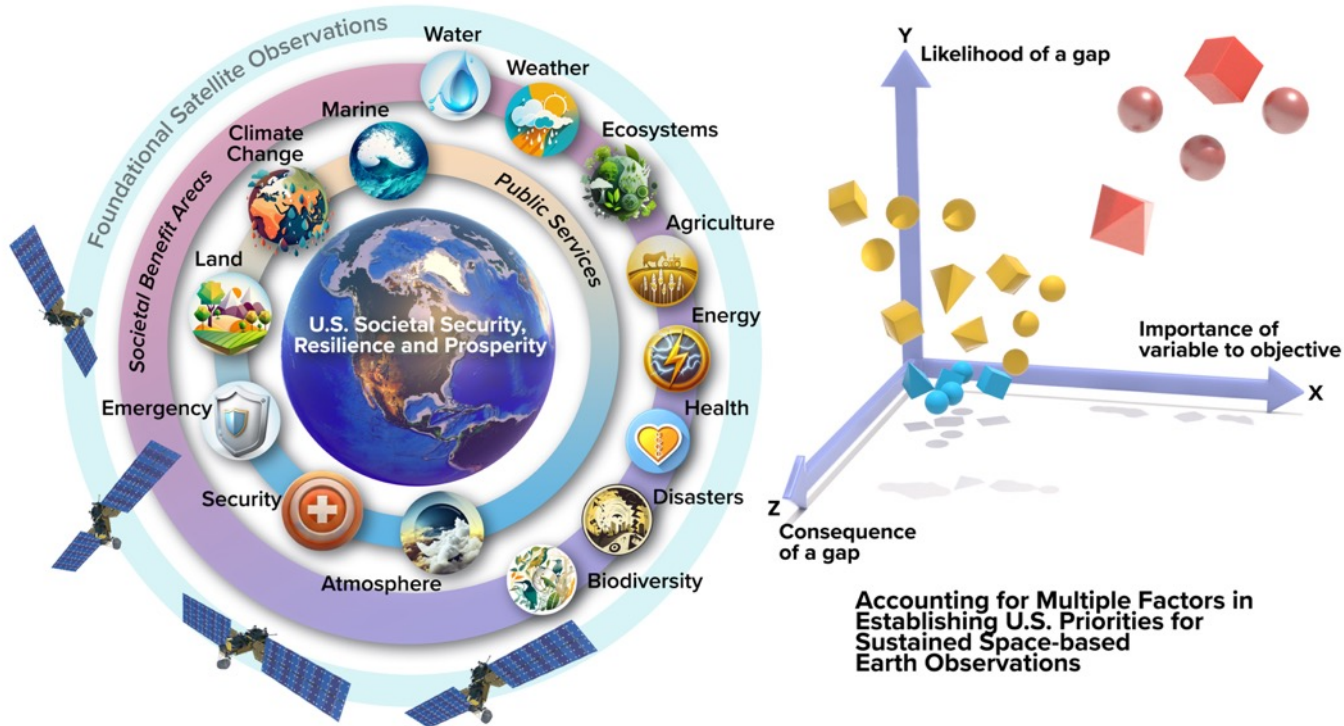 Foundational Satellite Observations
Societal Benefit Areas
Public Services
Water
Weather
Marine
Ecosystems
Climate
Change
Agriculture
Land
Energy
U.S. Societal Security,
Resilience and Prosperity
Emergency
Health
Security
Disasters
Atmosphere
Biodiversity
Y
Likelihood of a gap
Importance of
variable to objective
X
Z
Consequence
of a gap
Accounting for Multiple Factors in
Establishing U.S. Priorities for
Sustained Space-based
Earth Observations